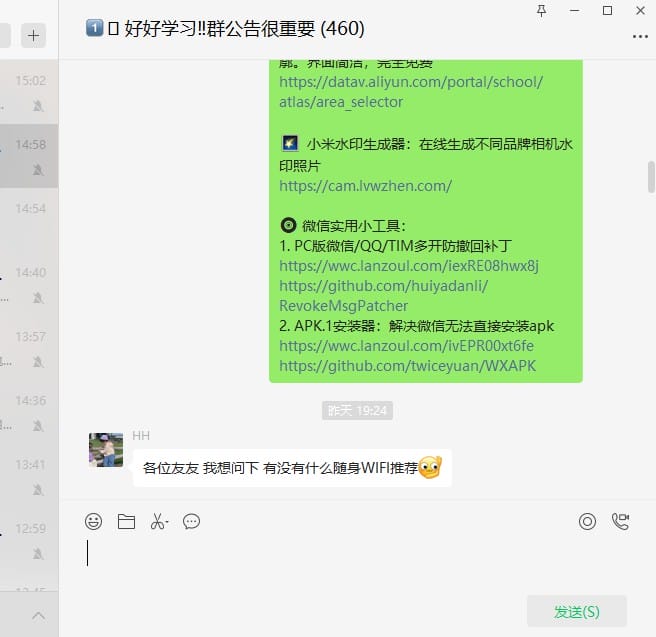 1 好好学习!!群公告很重要 (460)
15:02
14:58
14:54
14:40
13:57
14:36
13:41
12:59
廓。界面简洁，完全免费
https://datav.aliyun.com/portal/school/
atlas/area_selector
小米水印生成器：在线生成不同品牌相机水
印照片
https://cam.lvwzhen.com/
微信实用小工具：
1. PC版微信/QQ/TIM多开防撤回补丁
https://wwc.lanzoul.com/iexRE08hwx8j
https://github.com/huiyadanli/
RevokeMsgPatcher
2. APK.1安装器：解决微信无法直接安装apk
https://wwc.lanzoul.com/ivEPR00xt6fe
https://github.com/twiceyuan/WXAPK
昨天 19:24
HH
各位友友 我想问下 有没有什么随身WIFI推荐
发送(S)